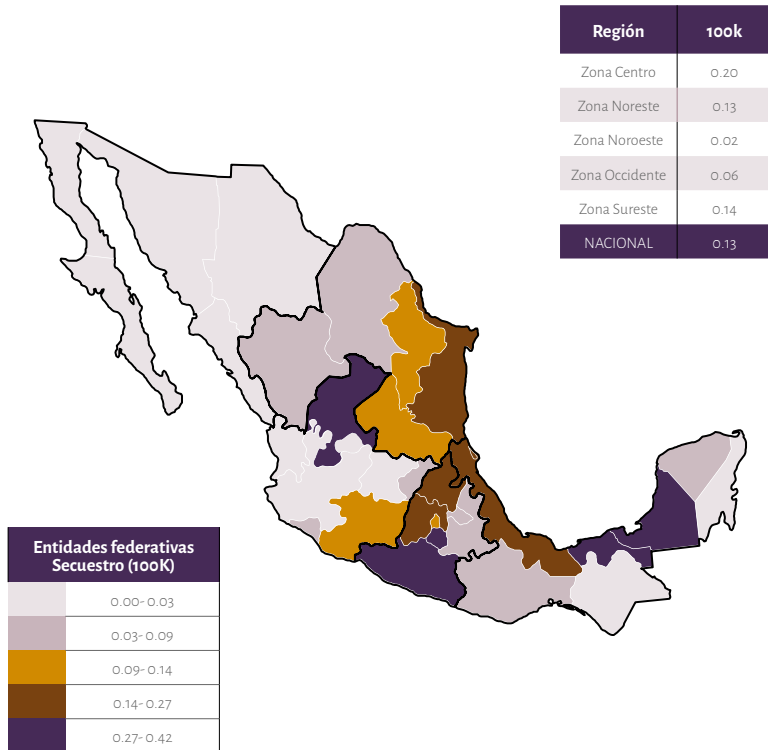 Región 100k
Zona Centro 0.20
Zona Noreste 0.13
Zona Noroeste 0.02
Zona Occidente 0.06
Zona Sureste 0.14
NACIONAL 0.13
Entidades federativas
Secuestro (100K)
0.00- 0.03
0.03- 0.09
0.09- 0.14
0.14- 0.27
0.27- 0.42